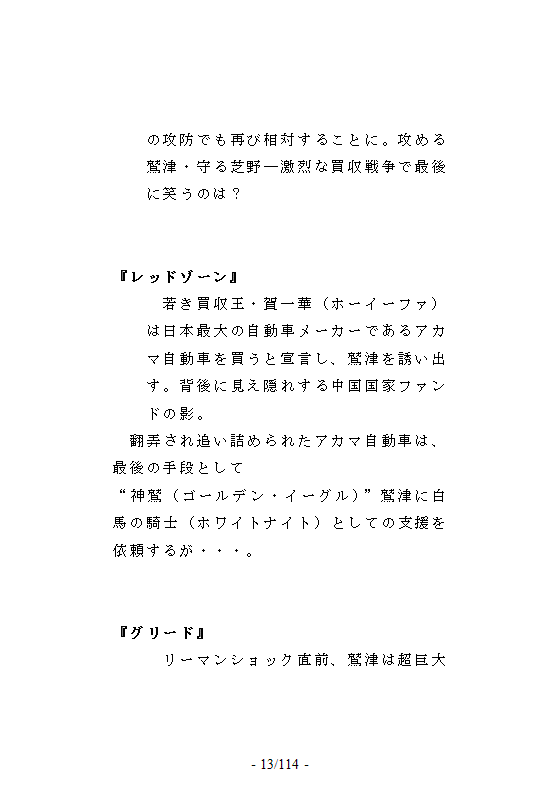 の攻防でも再び相対することに。攻める
鷲津・守る芝野―激烈な買収戦争で最後
に笑うのは？
『レッドゾーン』
若き買収王・賀一華（ホーイーファ）
は日本最大の自動車メーカーであるアカ
マ自動車を買うと宣言し、鷲津を誘い出
す。背後に見え隠れする中国国家ファン
ドの影。
翻弄され追い詰められたアカマ自動車は、
最後の手段として
“神鷲（ゴールデン・イーグル）”鷲津に白
馬の騎士（ホワイトナイト）としての支援を
依頼するが・・・。
『グリード』
リーマンショック直前、鷲津は超巨大
- 13/114 -